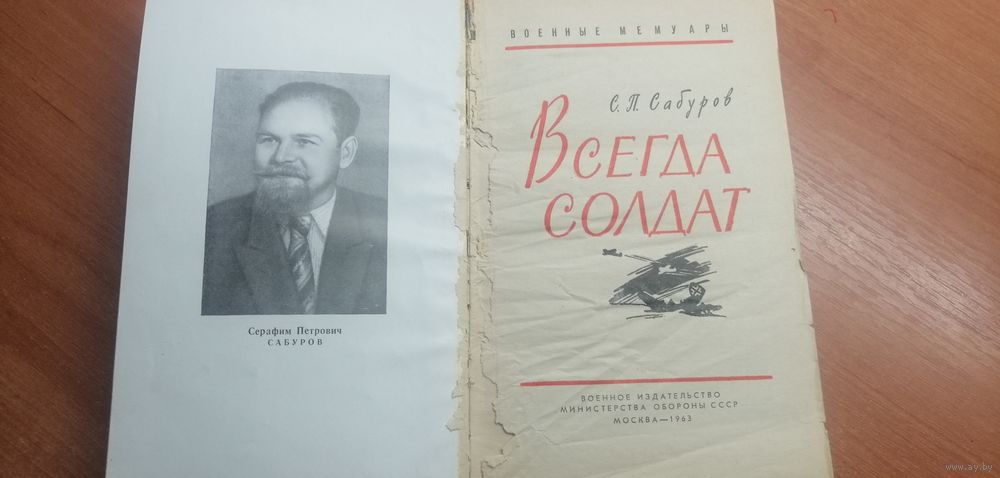 Серафим Петрович
САБУРОВ
ВОЕННЫЕ МЕМУАРЫ
С. П. Сабуров
ВСЕГДА
СОЛДАТ
ВОЕННОЕ ИЗДАТЕЛЬСТВО
МИНИСТЕРСТВА ОБОРОНЫ СССР
МОСКВА—1963
www.ay.by